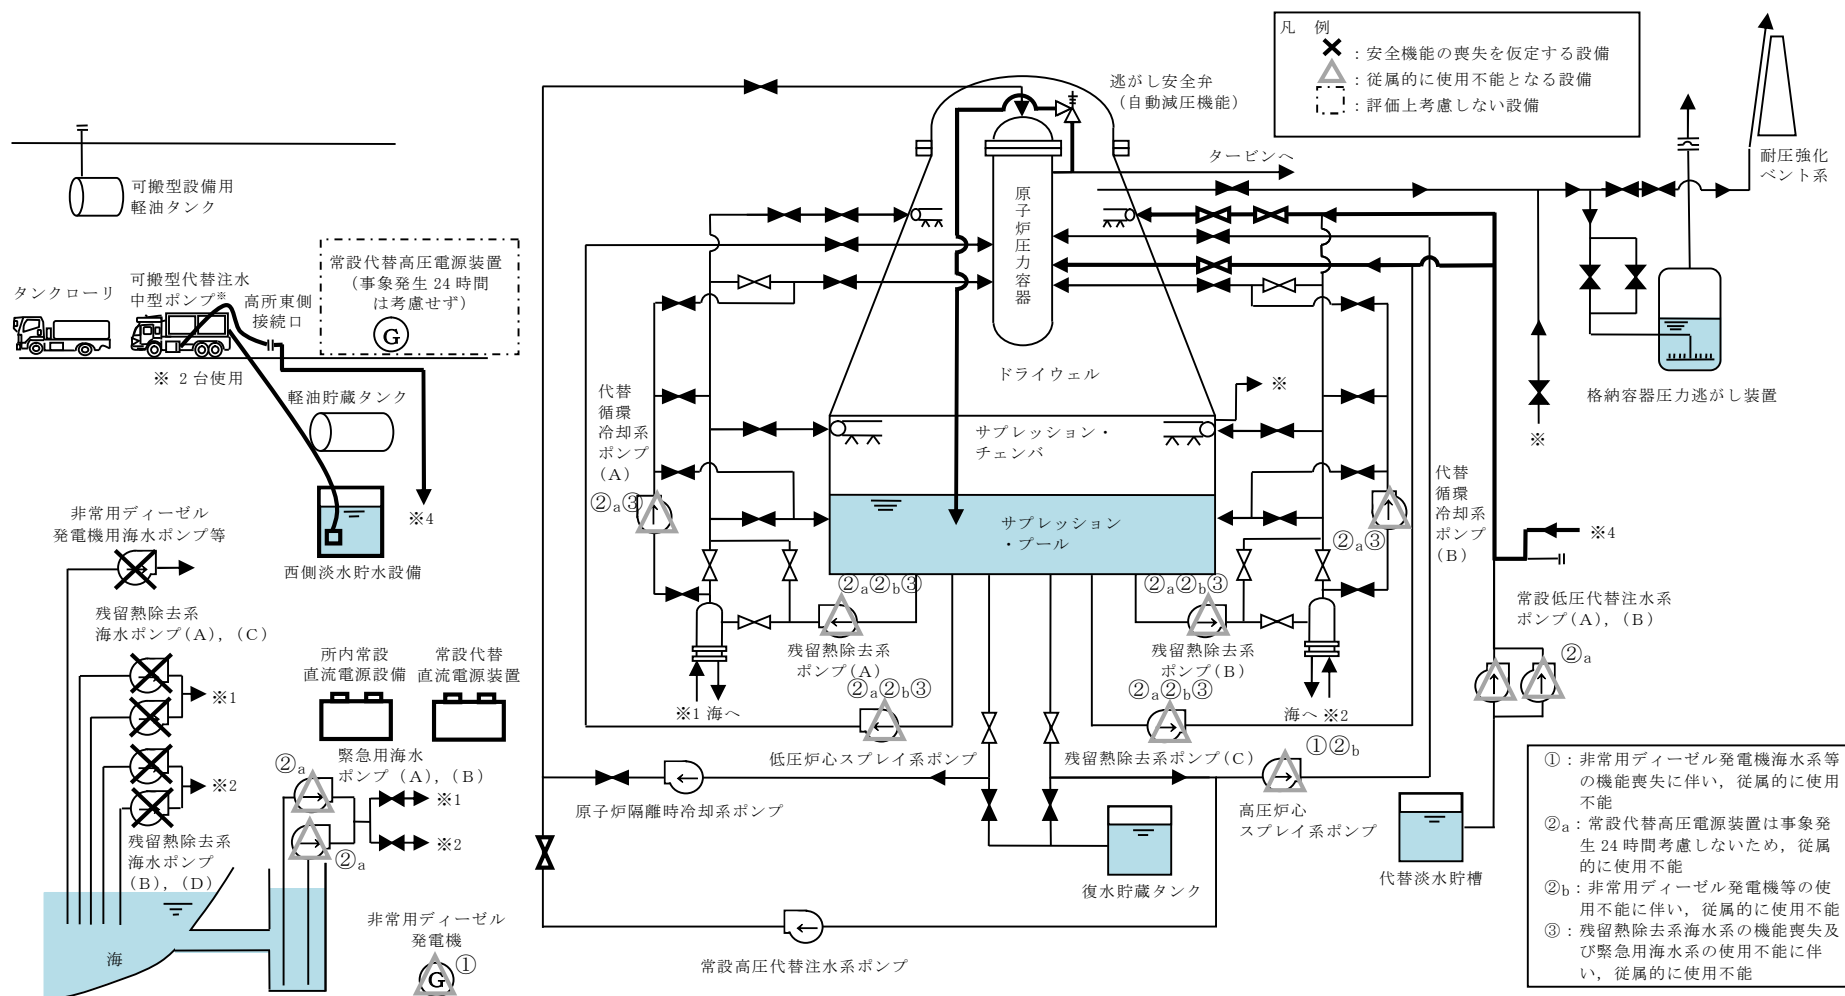 凡 例
：安全機能の喪失を仮定する設備
：従属的に使用不能となる設備
：評価上考慮しない設備
逃がし安全弁
（自動減圧機能）
タービンへ
耐圧強化
ベント系
可搬型設備用
軽油タンク
原子炉圧力容器
常設代替高圧電源装置
（事象発生24時間
は考慮せず）
G
タンクローリ
可搬型代替注水
中型ポンプ※
高所東側
接続口
※ 2台使用
軽油貯蔵タンク
ドライウェル
※
格納容器圧力逃がし装置
※
代替
循環
冷却系
ポンプ
(A)
②a③
サプレッション・
チェンバ
代替
循環
冷却系
ポンプ
(B)
②a③
サプレッション
・プール
※4
※4
西側淡水貯水設備
非常用ディーゼル
発電機用海水ポンプ等
残留熱除去系
海水ポンプ(A)，(C)
※1
※2
残留熱除去系
海水ポンプ
(B)，(D)
海
所内常設
直流電源設備
常設代替
直流電源装置
緊急用海水
ポンプ(A)，(B)
②a
②a
※1
※2
非常用ディーゼル
発電機
①
G
②a②b③
残留熱除去系
ポンプ(A)
②a②b③
残留熱除去系
ポンプ(B)
※1 海へ
海へ ※2
②a②b③
低圧炉心スプレイ系ポンプ
②a②b③
残留熱除去系ポンプ(C)
①②b
高圧炉心
スプレイ系ポンプ
原子炉隔離時冷却系ポンプ
復水貯蔵タンク
常設高圧代替注水系ポンプ
常設低圧代替注水系
ポンプ(A)，(B)
②a
代替淡水貯槽
①：非常用ディーゼル発電機海水系等
の機能喪失に伴い，従属的に使用
不能
②a：常設代替高圧電源装置は事象発
生24時間考慮しないため，従属
的に使用不能
②b：非常用ディーゼル発電機等の使
用不能に伴い，従属的に使用不能
③：残留熱除去系海水系の機能喪失及
び緊急用海水系の使用不能に伴
い，従属的に使用不能